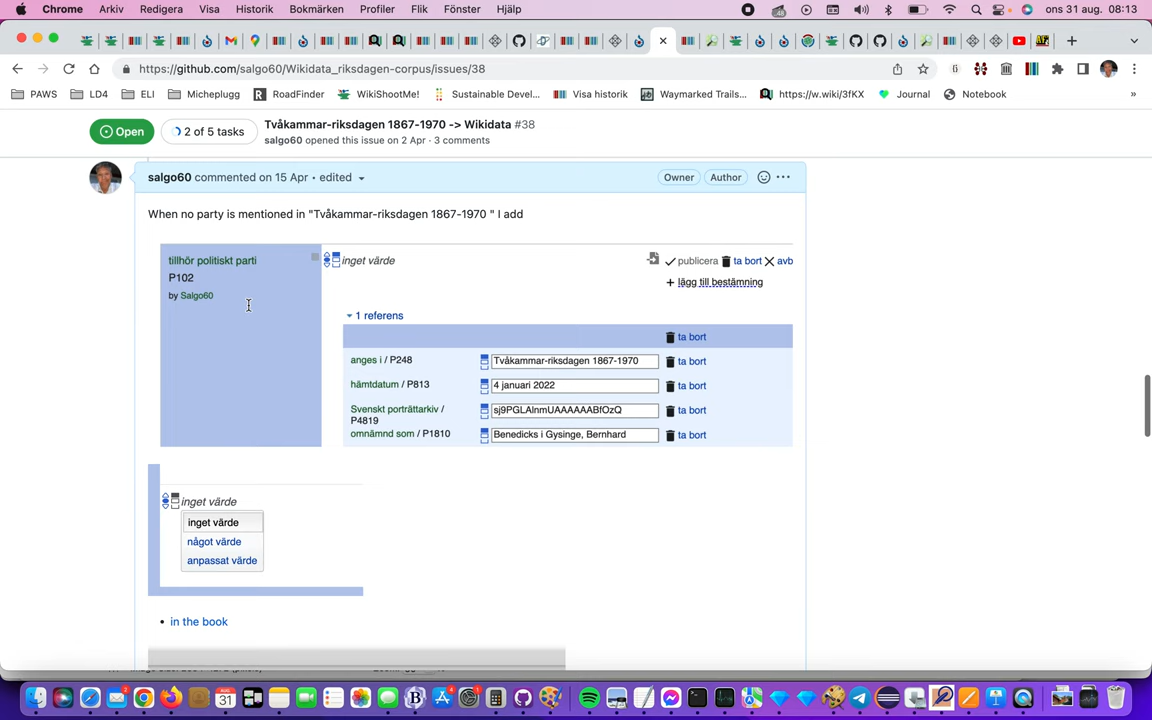 Chrome Arkiv Redigera Visa Historik Bokmärken Profiler Flik Fönster Hjälp ons 31 aug. 08:13
https://github.com/salgo60/Wikidata_riksdagen-corpus/issues/38
PAWS LD4 ELI Micheplugg RoadFinder WikiShootMe! Sustainable Devel... Visa historik Waymarked Trails... https://w.wiki/3fKX Journal Notebook »
Open 2 of 5 tasks Tvåkammar-riksdagen 1867-1970 -> Wikidata #38
salgo60 opened this issue on 2 Apr · 3 comments
salgo60 commented on 15 Apr • edited Owner Author ···
When no party is mentioned in "Tvåkammar-riksdagen 1867-1970 " I add
tillhör politiskt parti inget värde publicera ta bort avb
P102
+ lägg till bestämning
by Salgo60
1 referens
ta bort
anges i / P248 Tvåkammar-riksdagen 1867-1970 ta bort
hämtdatum / P813 4 januari 2022 ta bort
Svenskt porträttarkiv / sj9PGLAlnmUAAAAAABfOzQ ta bort
P4819
omnämnd som / P1810 Benedicks i Gysinge, Bernhard ta bort
inget värde
inget värde
något värde
anpassat värde
• in the book